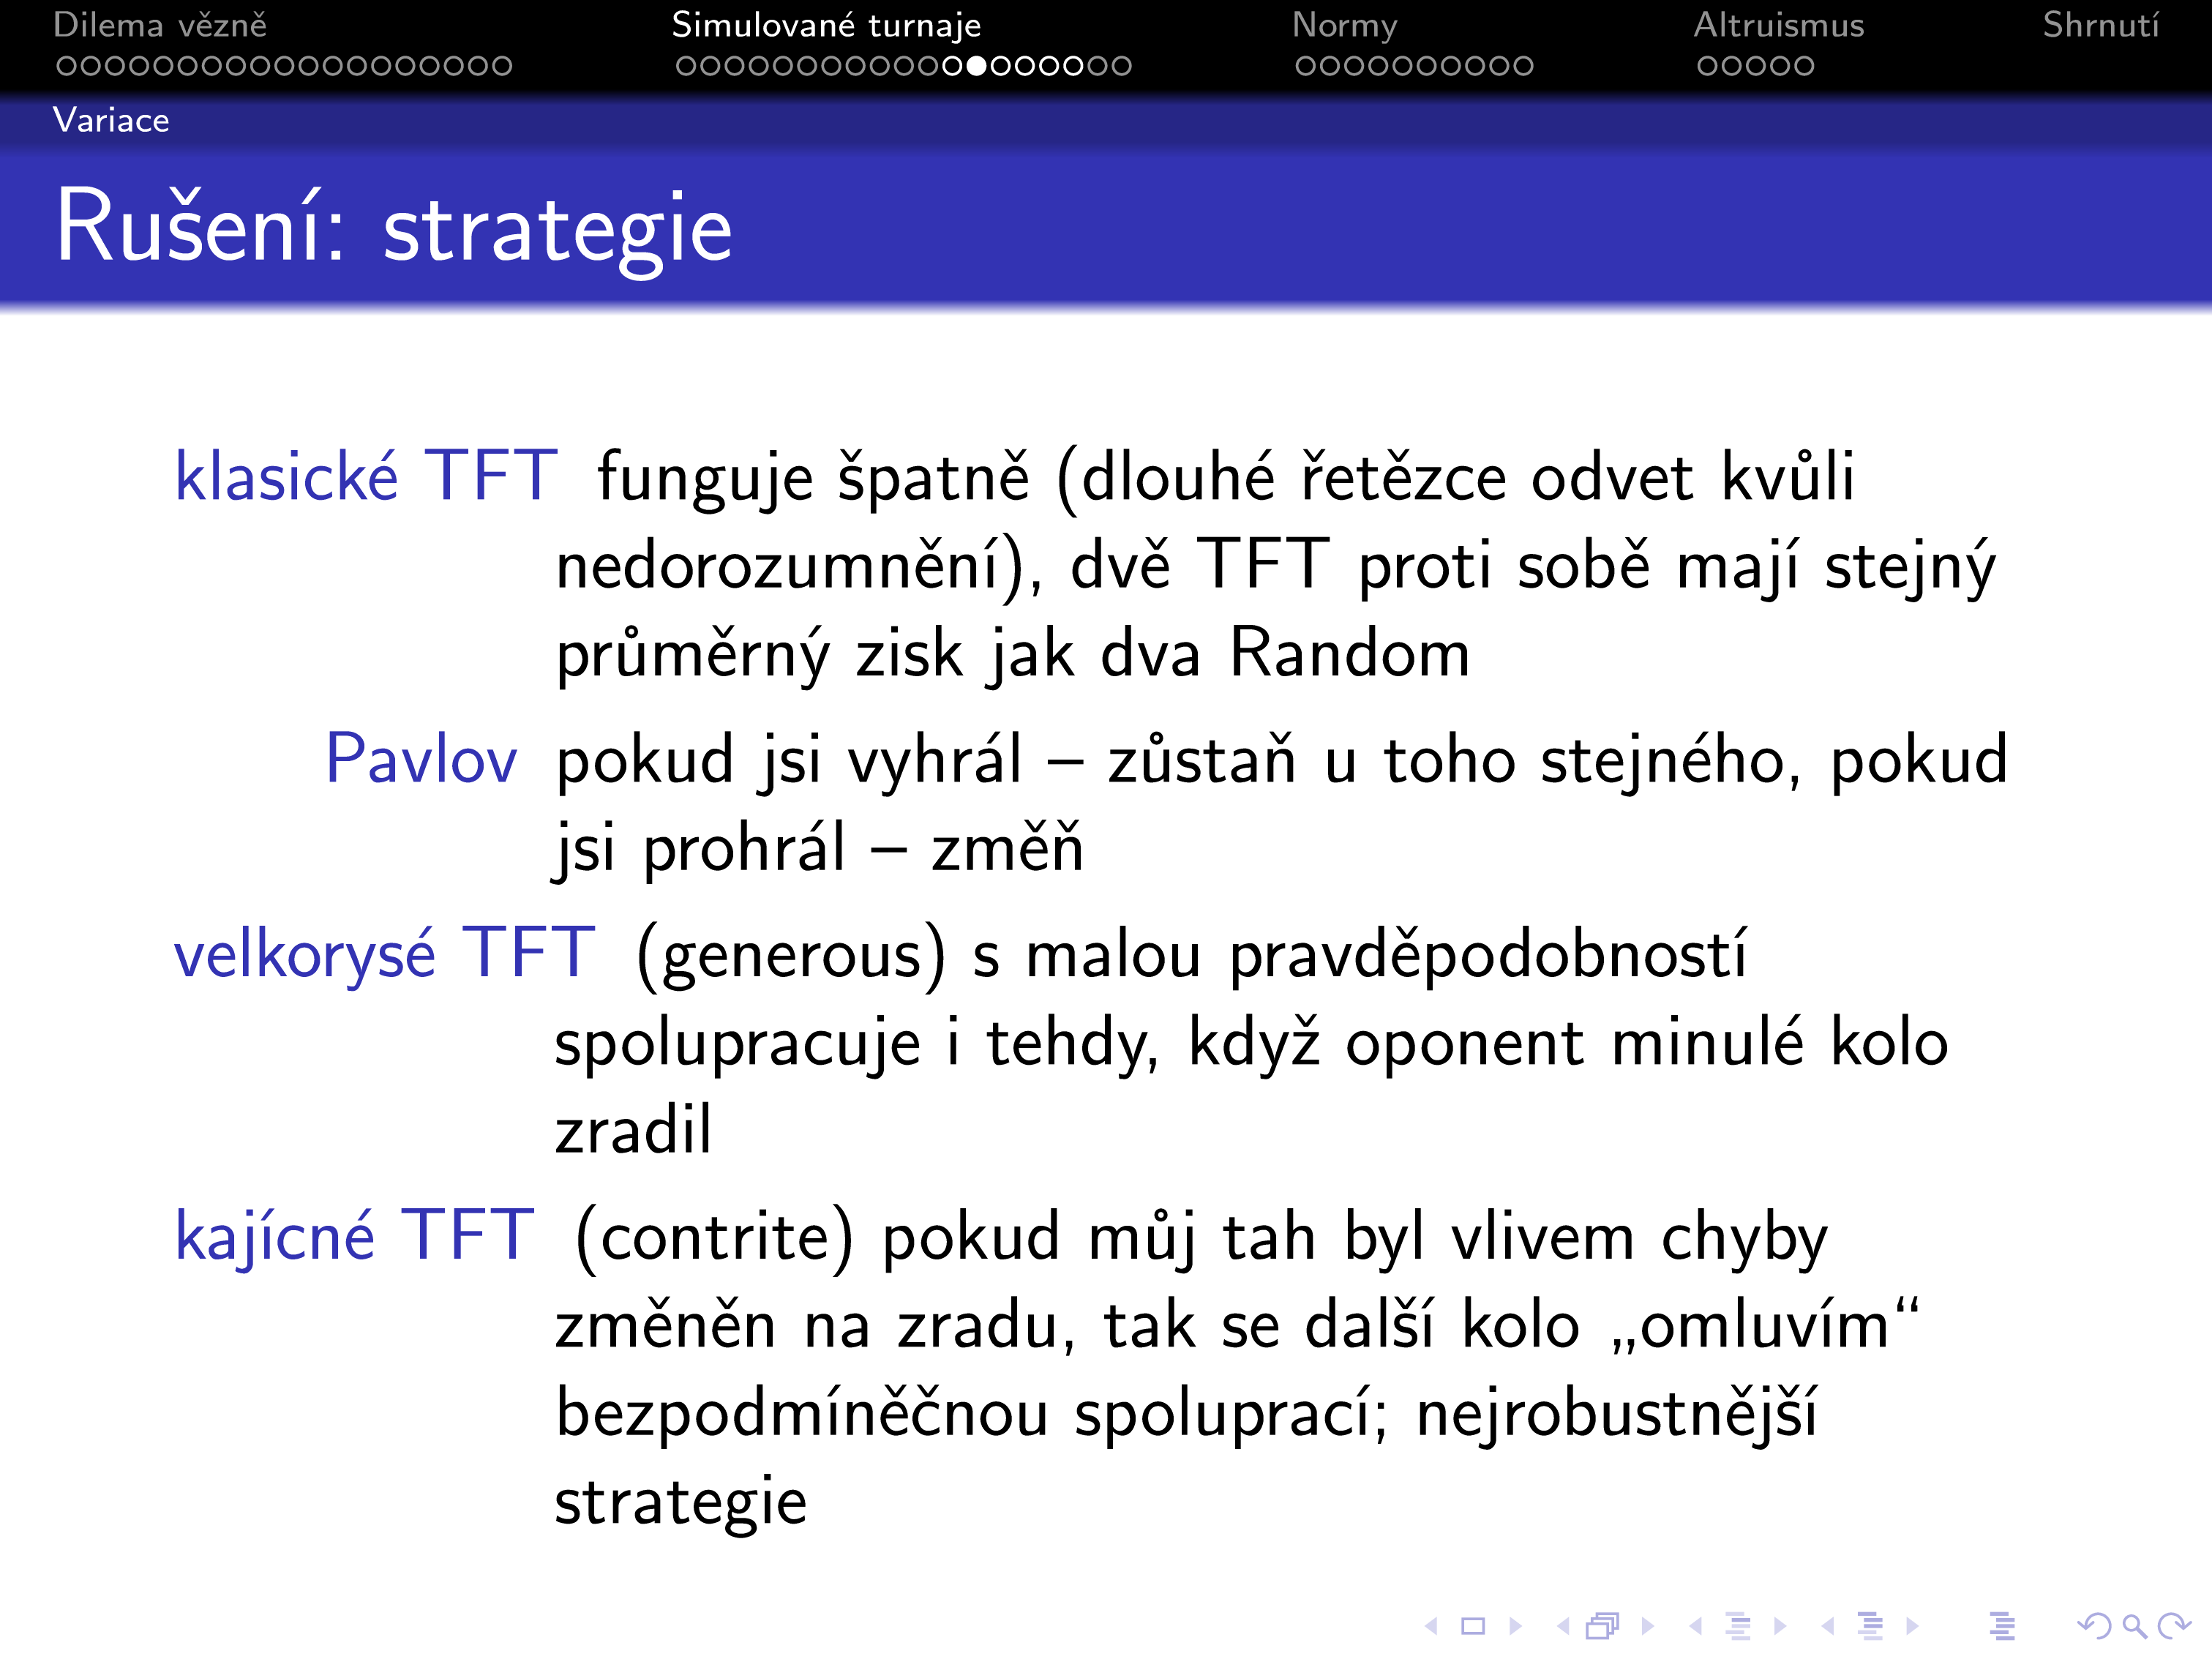 Dilema vězně Simulované turnaje Normy Altruismus Shrnutí
Variace
Rušení: strategie
klasické TFT funguje špatně (dlouhé řetězce odvet kvůli
nedorozumnění), dvě TFT proti sobě mají stejný
průměrný zisk jak dva Random
Pavlov pokud jsi vyhrál – zůstaň u toho stejného, pokud
jsi prohrál – změň
velkorysé TFT (generous) s malou pravděpodobností
spolupracuje i tehdy, když oponent minulé kolo
zradil
kajícné TFT (contrite) pokud můj tah byl vlivem chyby
změněn na zradu, tak se další kolo „omluvím“
bezpodmíněčnou spoluprací; nejrobustnější
strategie